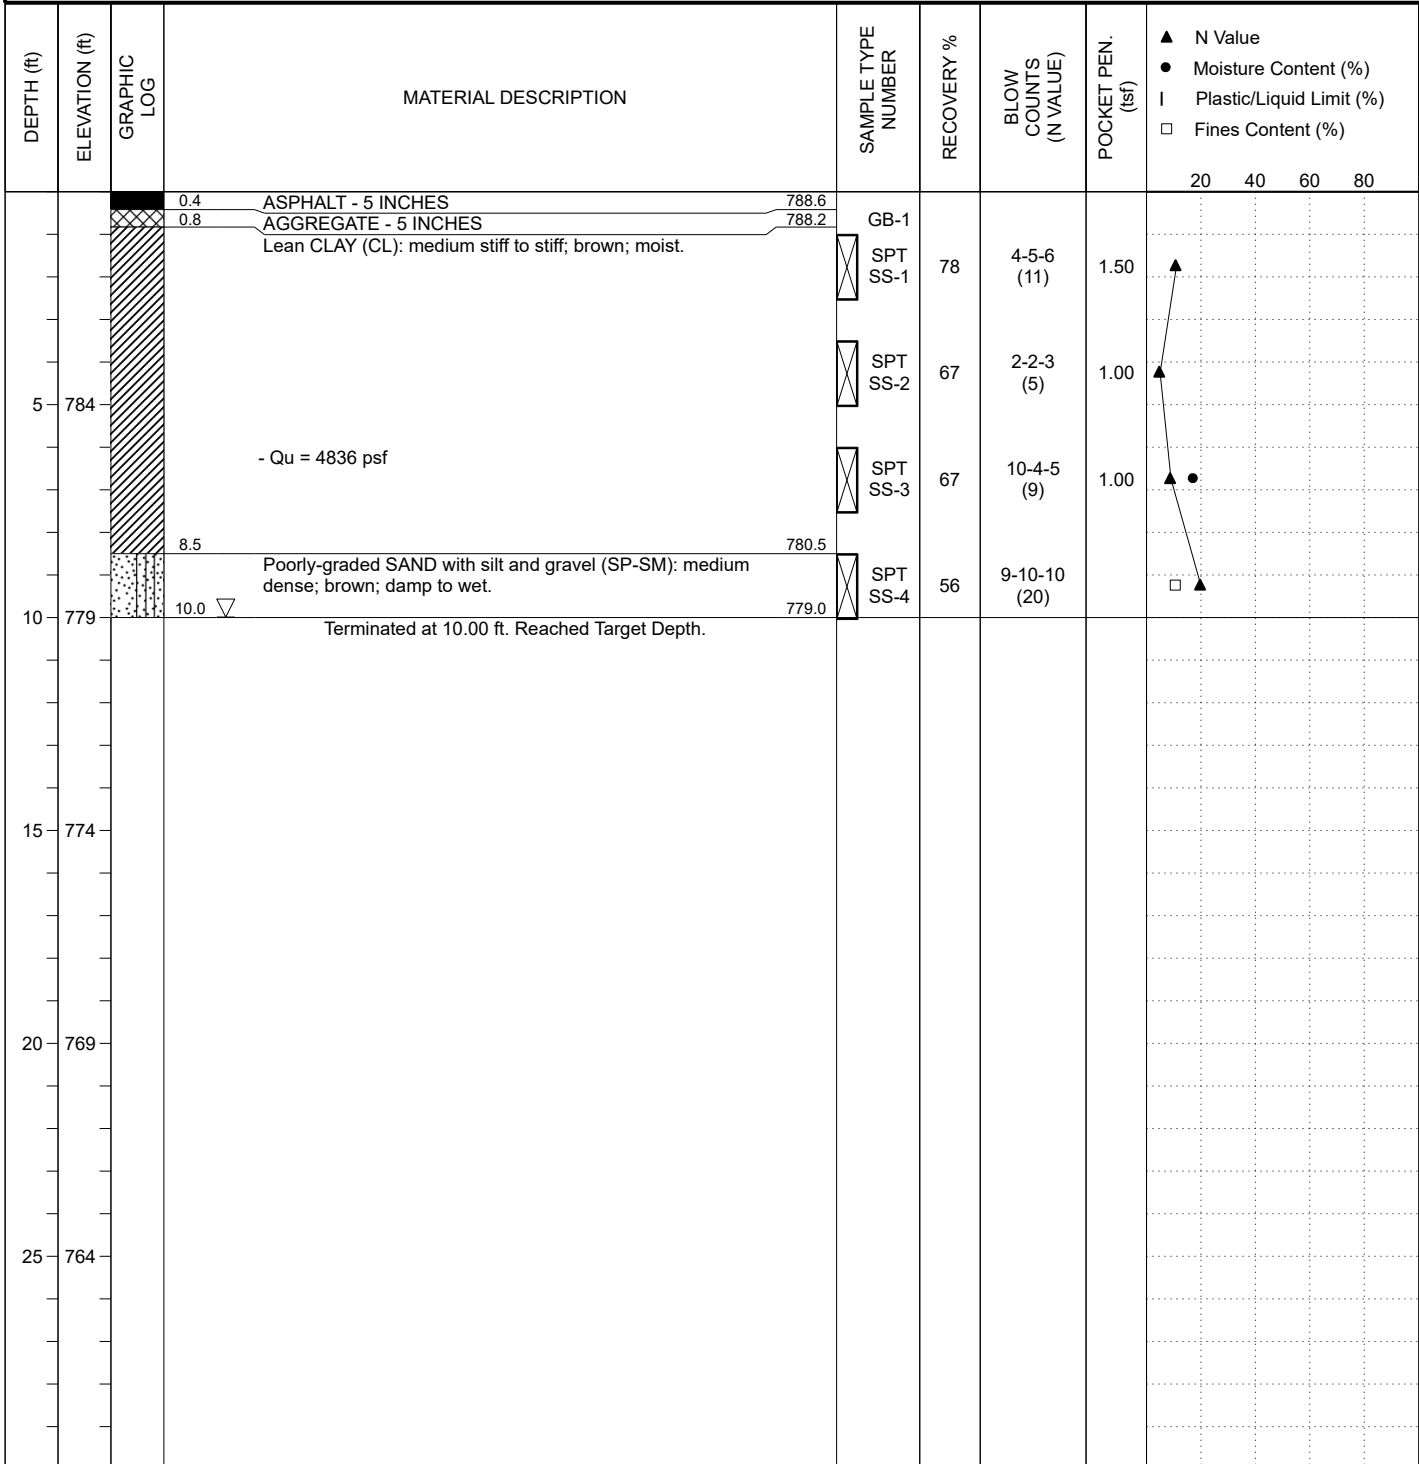 DEPTH (ft)
ELEVATION (ft)
GRAPHIC
LOG
MATERIAL DESCRIPTION
SAMPLE TYPE
NUMBER
RECOVERY %
BLOW
COUNTS
(N VALUE)
POCKET PEN.
(tsf)
N Value
Moisture Content (%)
Plastic/Liquid Limit (%)
Fines Content (%)
20 40 60 80
0.4 ASPHALT - 5 INCHES 788.6
0.8 AGGREGATE - 5 INCHES 788.2
GB-1
Lean CLAY (CL): medium stiff to stiff; brown; moist.
SPT
SS-1
78
4-5-6
(11)
1.50
SPT
SS-2
67
2-2-3
(5)
1.00
5 784
- Qu = 4836 psf
SPT
SS-3
67
10-4-5
(9)
1.00
8.5 780.5
Poorly-graded SAND with silt and gravel (SP-SM): medium
dense; brown; damp to wet.
SPT
SS-4
56
9-10-10
(20)
10.0 779.0
10 779
Terminated at 10.00 ft. Reached Target Depth.
15 774
20 769
25 764